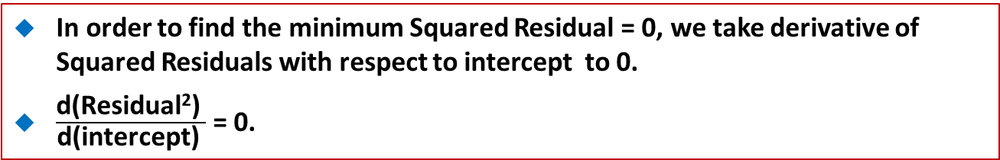 ◆ In order to find the minimum Squared Residual = 0, we take derivative of
Squared Residuals with respect to intercept  to 0.
◆ d(Residual²)
d(intercept) = 0.